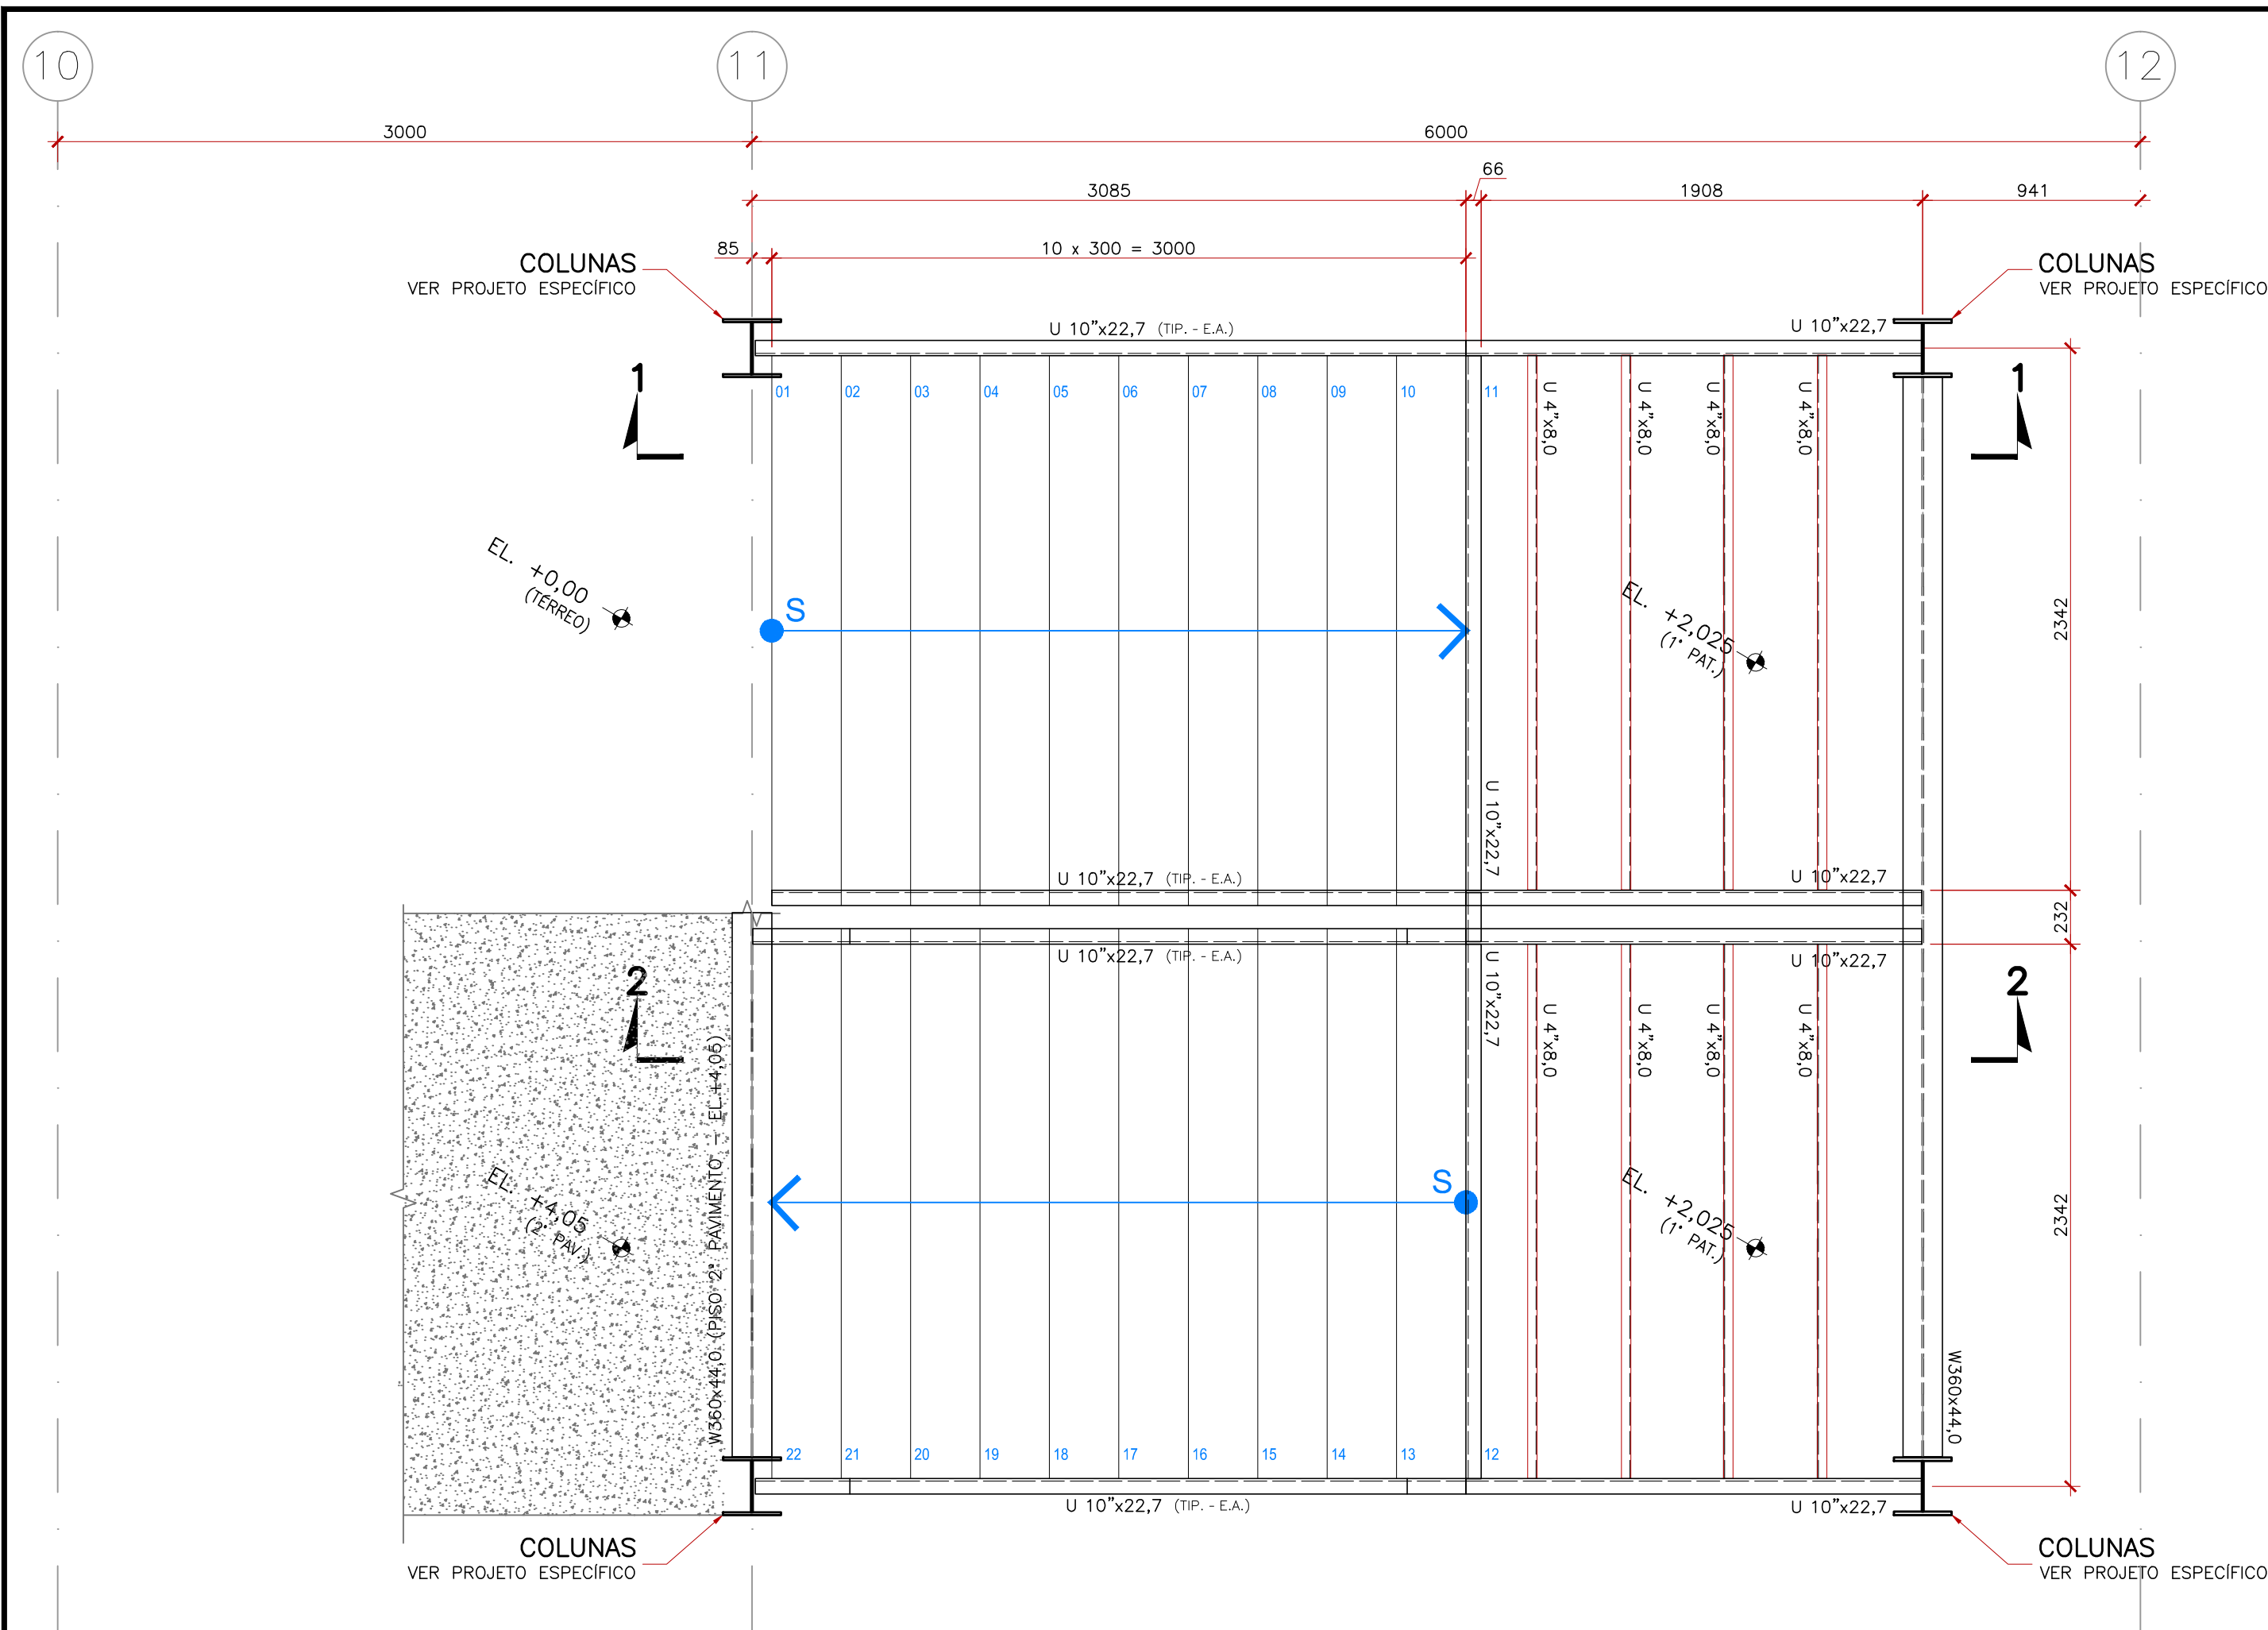 10
11
12
3000
6000
66
3085
1908
941
85
10 x 300 = 3000
COLUNAS
VER PROJETO ESPECÍFICO
COLUNAS
VER PROJETO ESPECÍFICO
U 10"x22,7 (TIP. - E.A.)
U 10"x22,7
1
1
01 02 03 04 05 06 07 08 09 10 11
U 4"x8,0
U 4"x8,0
U 4"x8,0
U 4"x8,0
EL. +0,00
(TÉRREO)
S
EL. +2,025
(1° PAT.)
2342
U 10"x22,7
U 10"x22,7 (TIP. - E.A.)
U 10"x22,7
232
U 10"x22,7 (TIP. - E.A.)
U 10"x22,7
U 10"x22,7
2
2
U 4"x8,0
U 4"x8,0
U 4"x8,0
U 4"x8,0
W360x44,0 (PISO 2° PAVIMENTO - EL.+4,05)
EL. +4,05
(2° PAV.)
S
EL. +2,025
(1° PAT.)
2342
W360x44,0
22 21 20 19 18 17 16 15 14 13 12
U 10"x22,7 (TIP. - E.A.)
U 10"x22,7
COLUNAS
VER PROJETO ESPECÍFICO
COLUNAS
VER PROJETO ESPECÍFICO